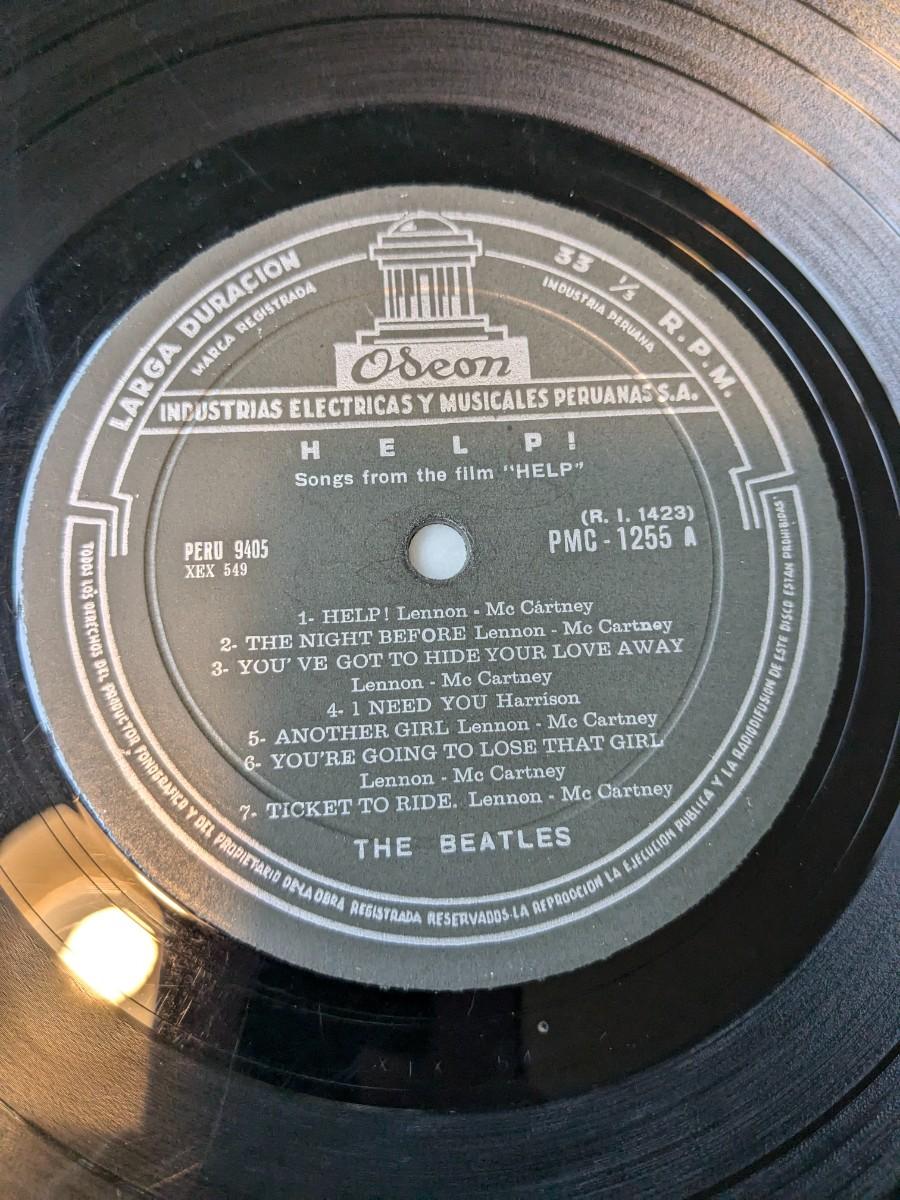 LARGA DURACION
33 1/3 R.P.M.
MARCA REGISTRADA
INDUSTRIA PERUANA
Odeon
INDUSTRIAS ELECTRICAS Y MUSICALES PERUANAS S.A.
HELP!
Songs from the film "HELP"
(R. I. 1423)
PERU 9405
PMC - 1255 A
XEX 549
1- HELP! Lennon - Mc Cártney
2- THE NIGHT BEFORE Lennon - Mc Cartney
3- YOU'VE GOT TO HIDE YOUR LOVE AWAY
Lennon - Mc Cartney
4- 1 NEED YOU Harrison
5- ANOTHER GIRL Lennon - Mc Cartney
6- YOU'RE GOING TO LOSE THAT GIRL
Lennon - Mc Cartney
7- TICKET TO RIDE. Lennon - Mc Cartney
THE BEATLES
TODOS LOS DERECHOS DEL PRODUCTOR FONOGRAFICO Y DEL PROPIETARIO DE LA OBRA REGISTRADA RESERVADOS-LA REPROCCION LA EJECUCION PUBLICA Y LA RADIODIFUSION DE ESTE DISCO ESTAN PROHIBIDAS